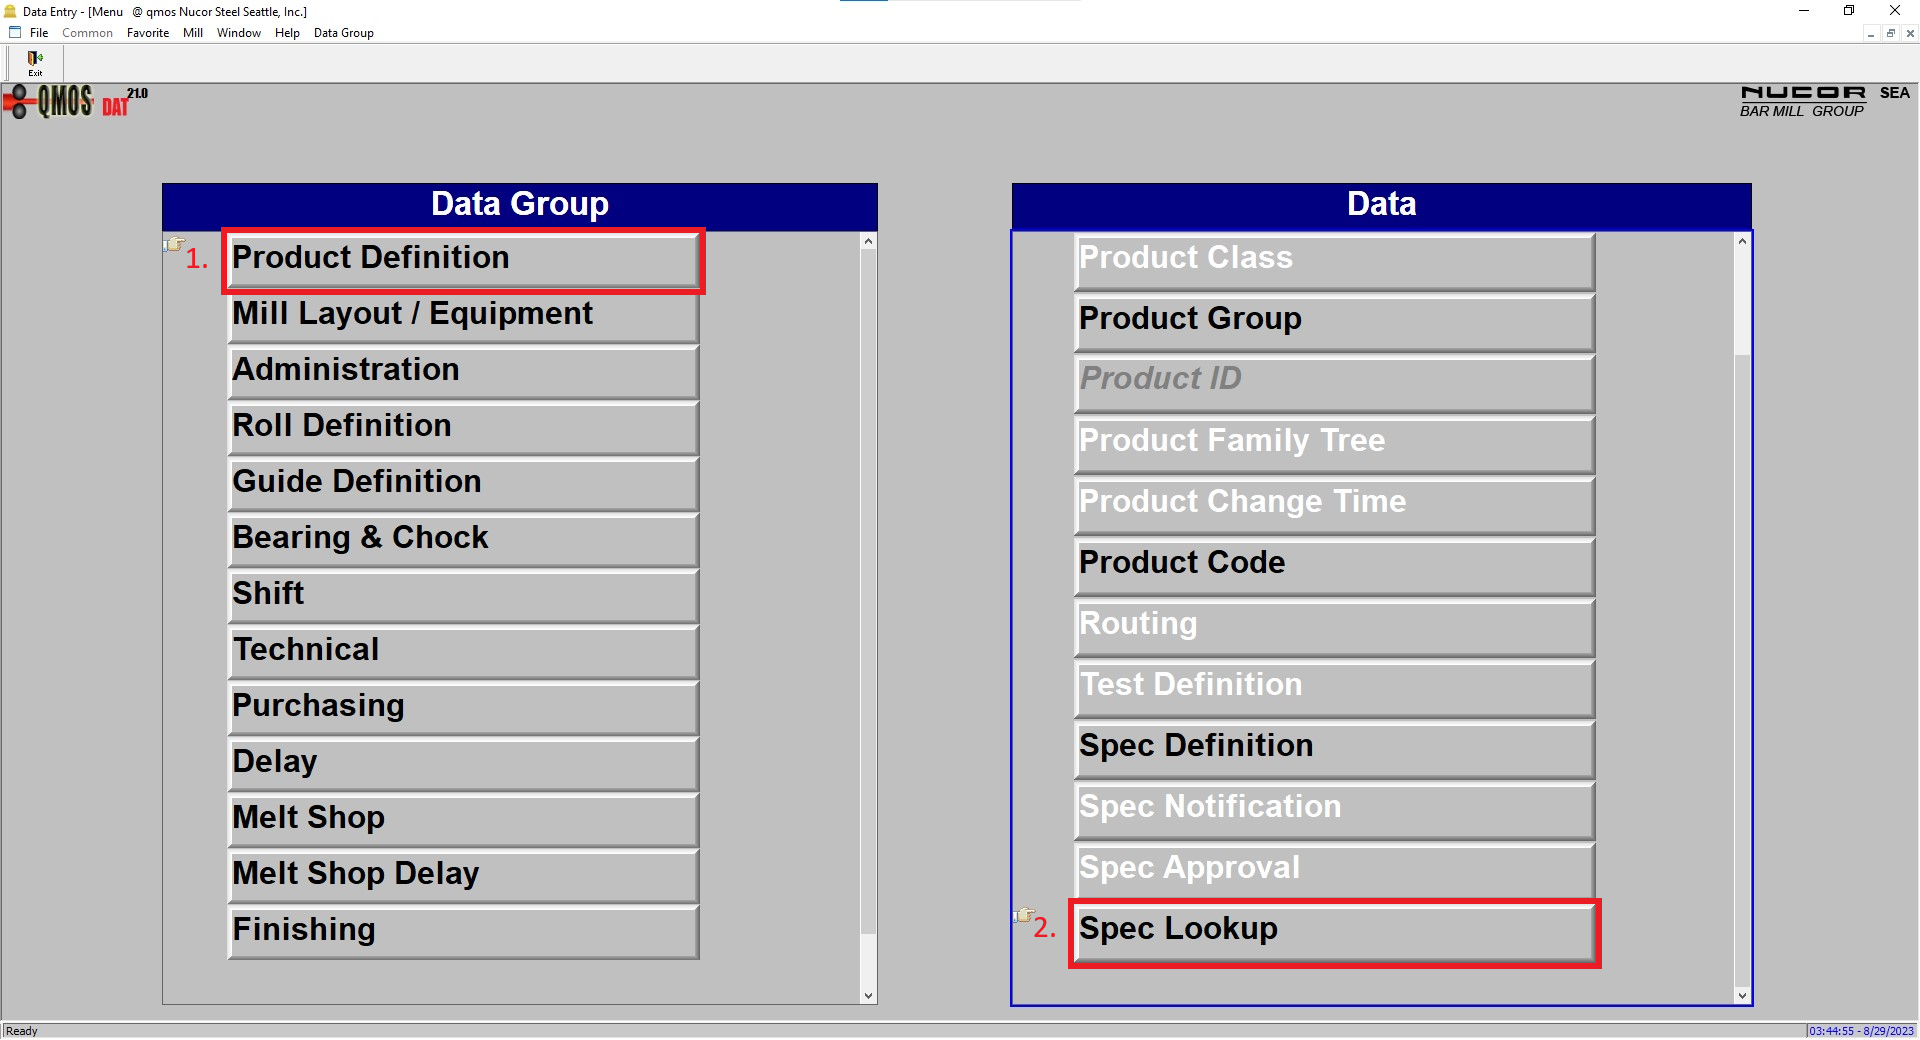 Data Entry - [Menu   @ qmos Nucor Steel Seattle, Inc.]
File Common Favorite Mill Window Help Data Group
Exit
QMOS DAT 21.0
NUCOR SEA
BAR MILL GROUP
Data Group
1. Product Definition
Mill Layout / Equipment
Administration
Roll Definition
Guide Definition
Bearing & Chock
Shift
Technical
Purchasing
Delay
Melt Shop
Melt Shop Delay
Finishing
Data
Product Class
Product Group
Product ID
Product Family Tree
Product Change Time
Product Code
Routing
Test Definition
Spec Definition
Spec Notification
Spec Approval
2. Spec Lookup
Ready
03:44:55 - 8/29/2023